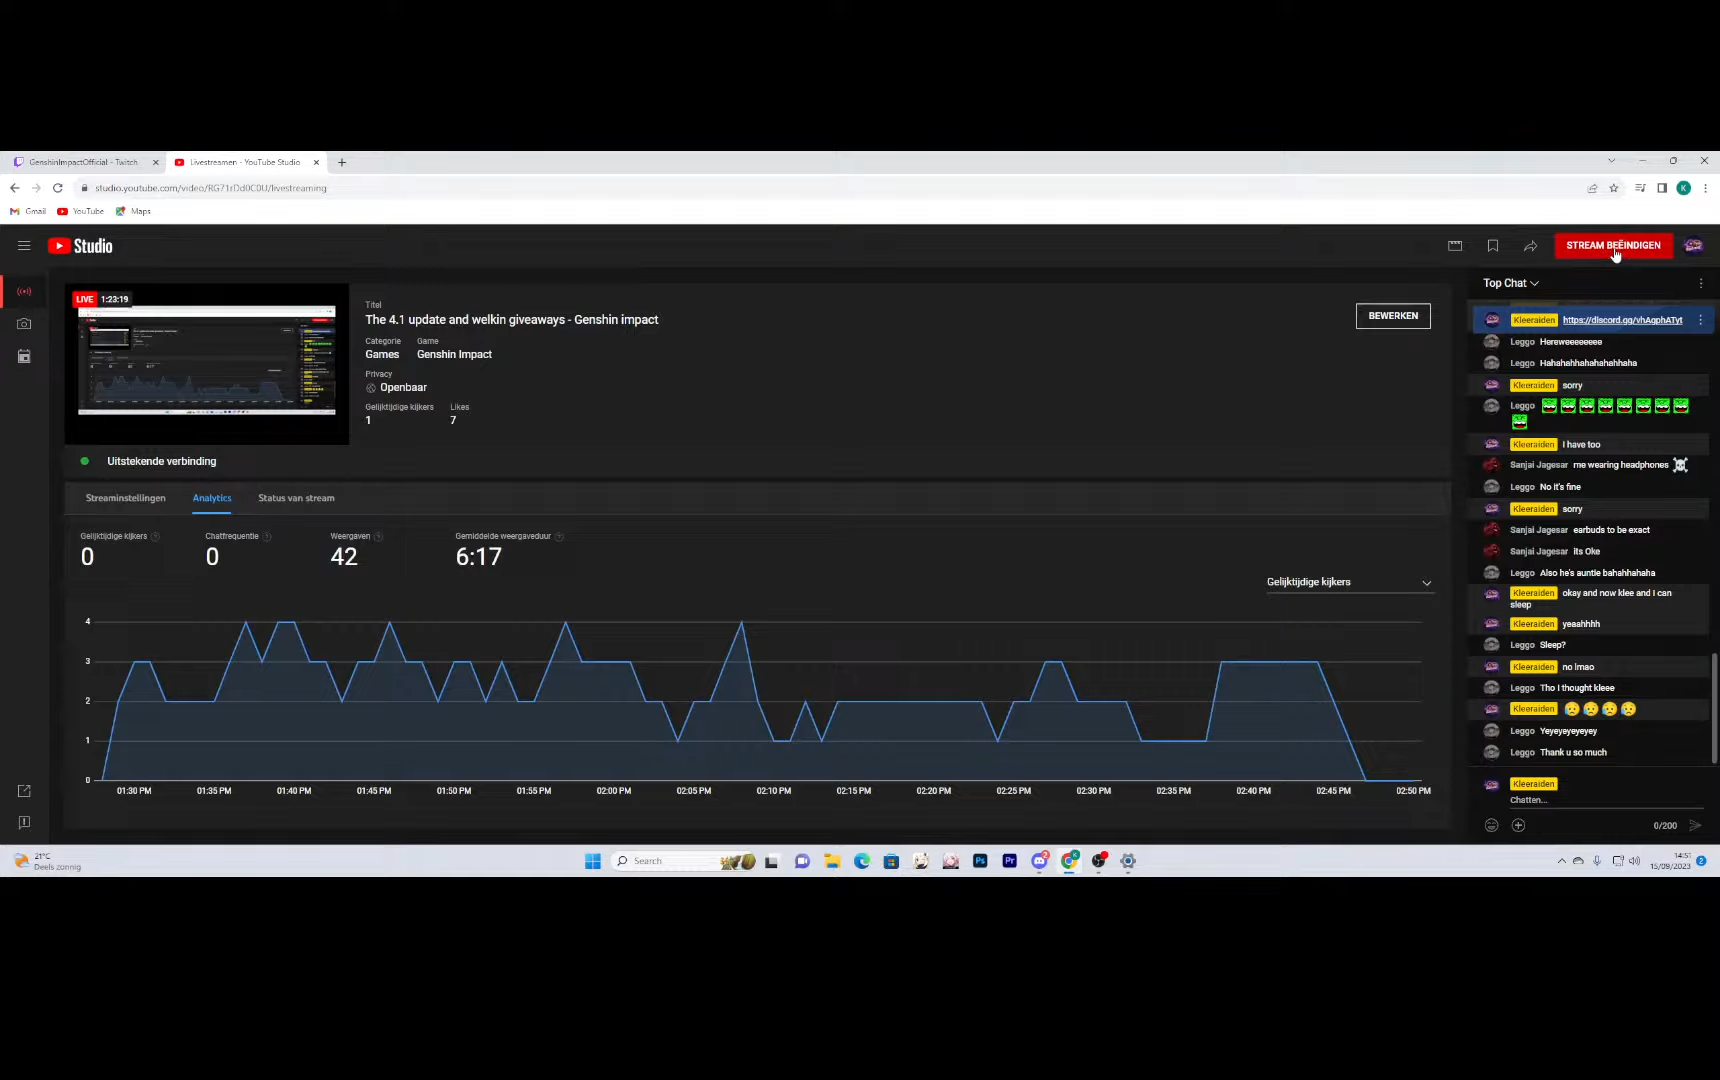 GenshinImpactOfficial - Twitch
Livestreamen - YouTube Studio
studio.youtube.com/video/RG71rDd0C0U/livestreaming
Gmail YouTube Maps
Studio
STREAM BEËINDIGEN
LIVE 1:23:19
Titel
The 4.1 update and welkin giveaways - Genshin impact
Categorie Game
Games Genshin Impact
Privacy
Openbaar
Gelijktijdige kijkers Likes
1 7
BEWERKEN
Uitstekende verbinding
Streaminstellingen Analytics Status van stream
Gelijktijdige kijkers Chatfrequentie Weergaven Gemiddelde weergaveduur
0 0 42 6:17
Gelijktijdige kijkers
4
3
2
1
0
01:30 PM 01:35 PM 01:40 PM 01:45 PM 01:50 PM 01:55 PM 02:00 PM 02:05 PM 02:10 PM 02:15 PM 02:20 PM 02:25 PM 02:30 PM 02:35 PM 02:40 PM 02:45 PM 02:50 PM
Top Chat
Kleeraiden https://discord.gg/vhAqphATyt
Leggo Hereweeeeeee
Leggo Hahahahhahahahahhaha
Kleeraiden sorry
Leggo
Kleeraiden I have too
Sanjai Jagesar me wearing headphones
Leggo No it's fine
Kleeraiden sorry
Sanjai Jagesar earbuds to be exact
Sanjai Jagesar its Oke
Leggo Also he's auntie bahahhahaha
Kleeraiden okay and now klee and I can
sleep
Kleeraiden yeaahhhh
Leggo Sleep?
Kleeraiden no lmao
Leggo Tho I thought kleee
Kleeraiden 😥 😥 😥 😥
Leggo Yeyeyeyeyeyey
Leggo Thank u so much
Kleeraiden
Chatten...
0/200
21°C
Deels zonnig
Search
14:51
15/09/2023